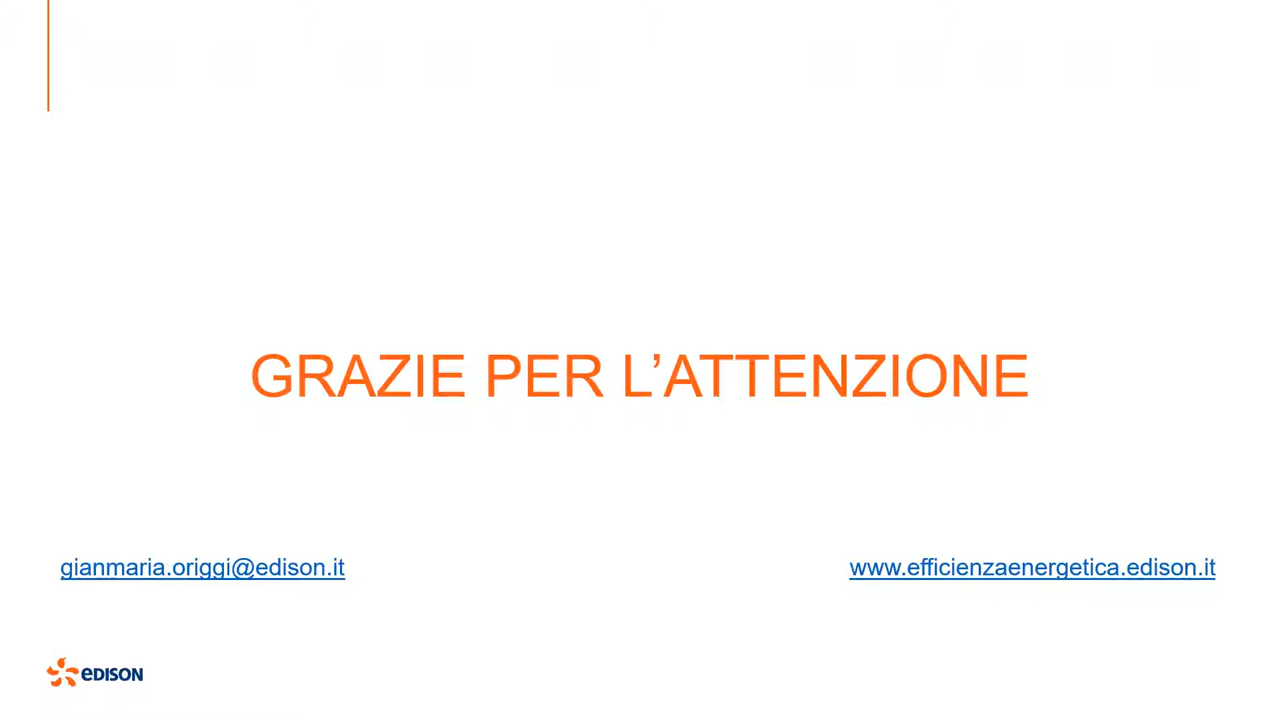 GRAZIE PER L’ATTENZIONE
gianmaria.origgi@edison.it
www.efficienzaenergetica.edison.it
eDISON